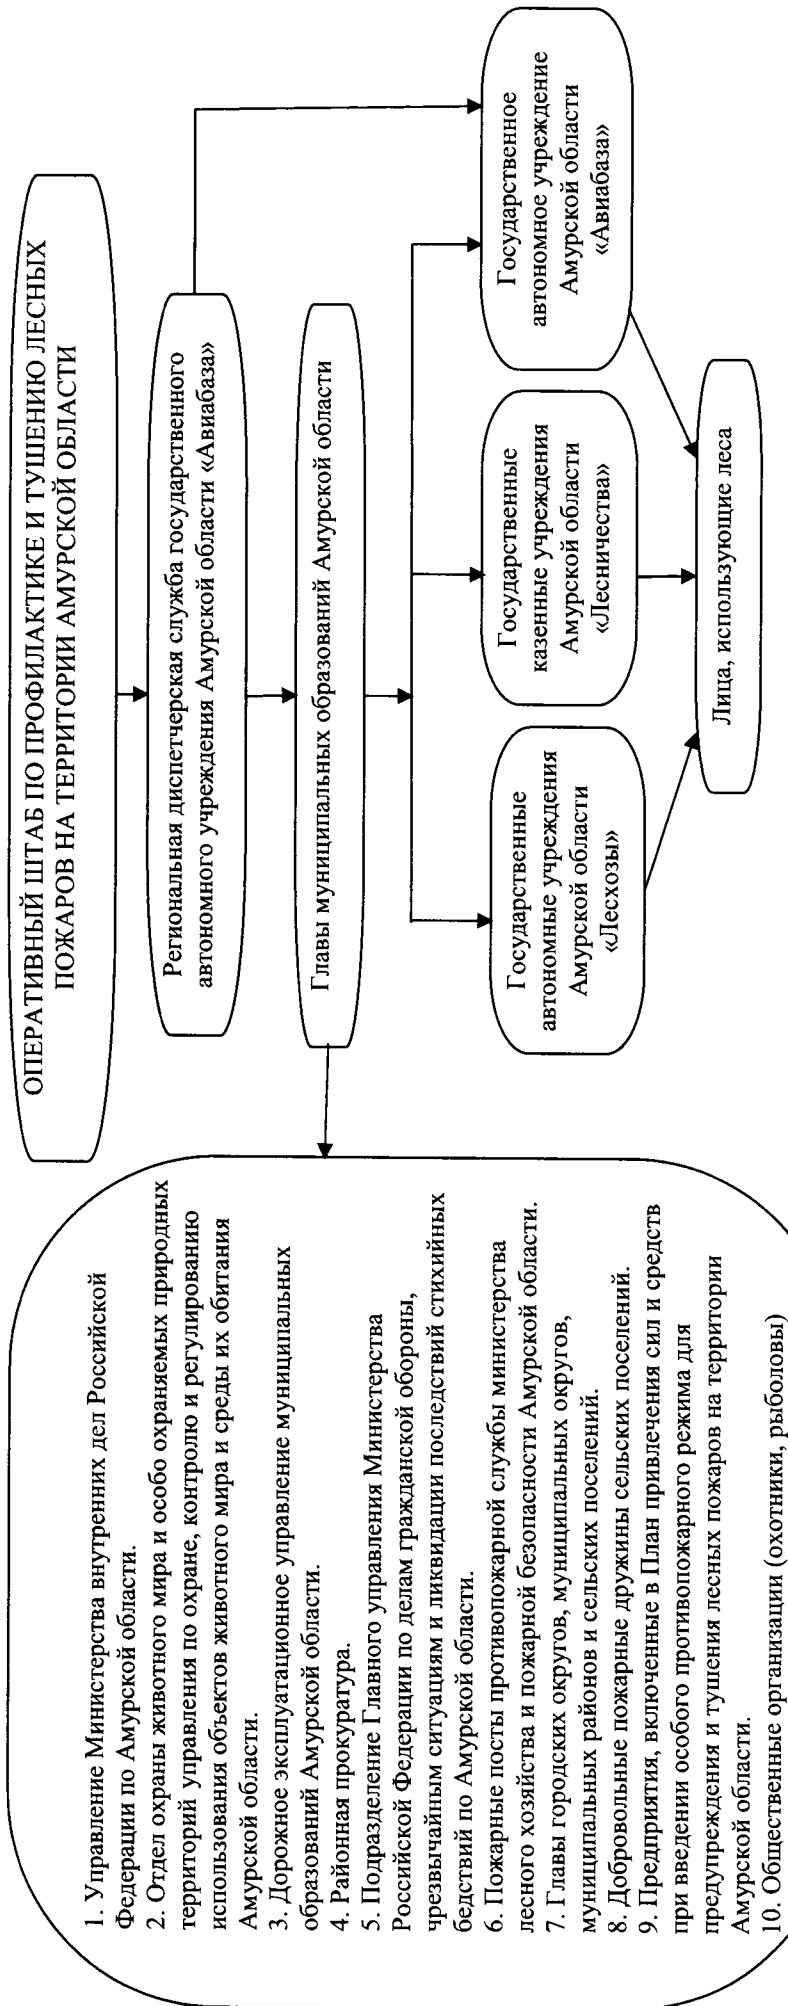 ОПЕРАТИВНЫЙ ШТАБ ПО ПРОФИЛАКТИКЕ И ТУШЕНИЮ ЛЕСНЫХ
ПОЖАРОВ НА ТЕРРИТОРИИ АМУРСКОЙ ОБЛАСТИ
Региональная диспетчерская служба государственного
автономного учреждения Амурской области «Авиабаза»
Главы муниципальных образований Амурской области
Государственные
автономные учреждения
Амурской области
«Лесхозы»
Государственные
казенные учреждения
Амурской области
«Лесничества»
Государственное
автономное учреждение
Амурской области
«Авиабаза»
Лица, использующие леса
1. Управление Министерства внутренних дел Российской
Федерации по Амурской области.
2. Отдел охраны животного мира и особо охраняемых природных
территорий управления по охране, контролю и регулированию
использования объектов животного мира и среды их обитания
Амурской области.
3. Дорожное эксплуатационное управление муниципальных
образований Амурской области.
4. Районная прокуратура.
5. Подразделение Главного управления Министерства
Российской Федерации по делам гражданской обороны,
чрезвычайным ситуациям и ликвидации последствий стихийных
бедствий по Амурской области.
6. Пожарные посты противопожарной службы министерства
лесного хозяйства и пожарной безопасности Амурской области.
7. Главы городских округов, муниципальных округов,
муниципальных районов и сельских поселений.
8. Добровольные пожарные дружины сельских поселений.
9. Предприятия, включенные в План привлечения сил и средств
при введении особого противопожарного режима для
предупреждения и тушения лесных пожаров на территории
Амурской области.
10. Общественные организации (охотники, рыболовы)